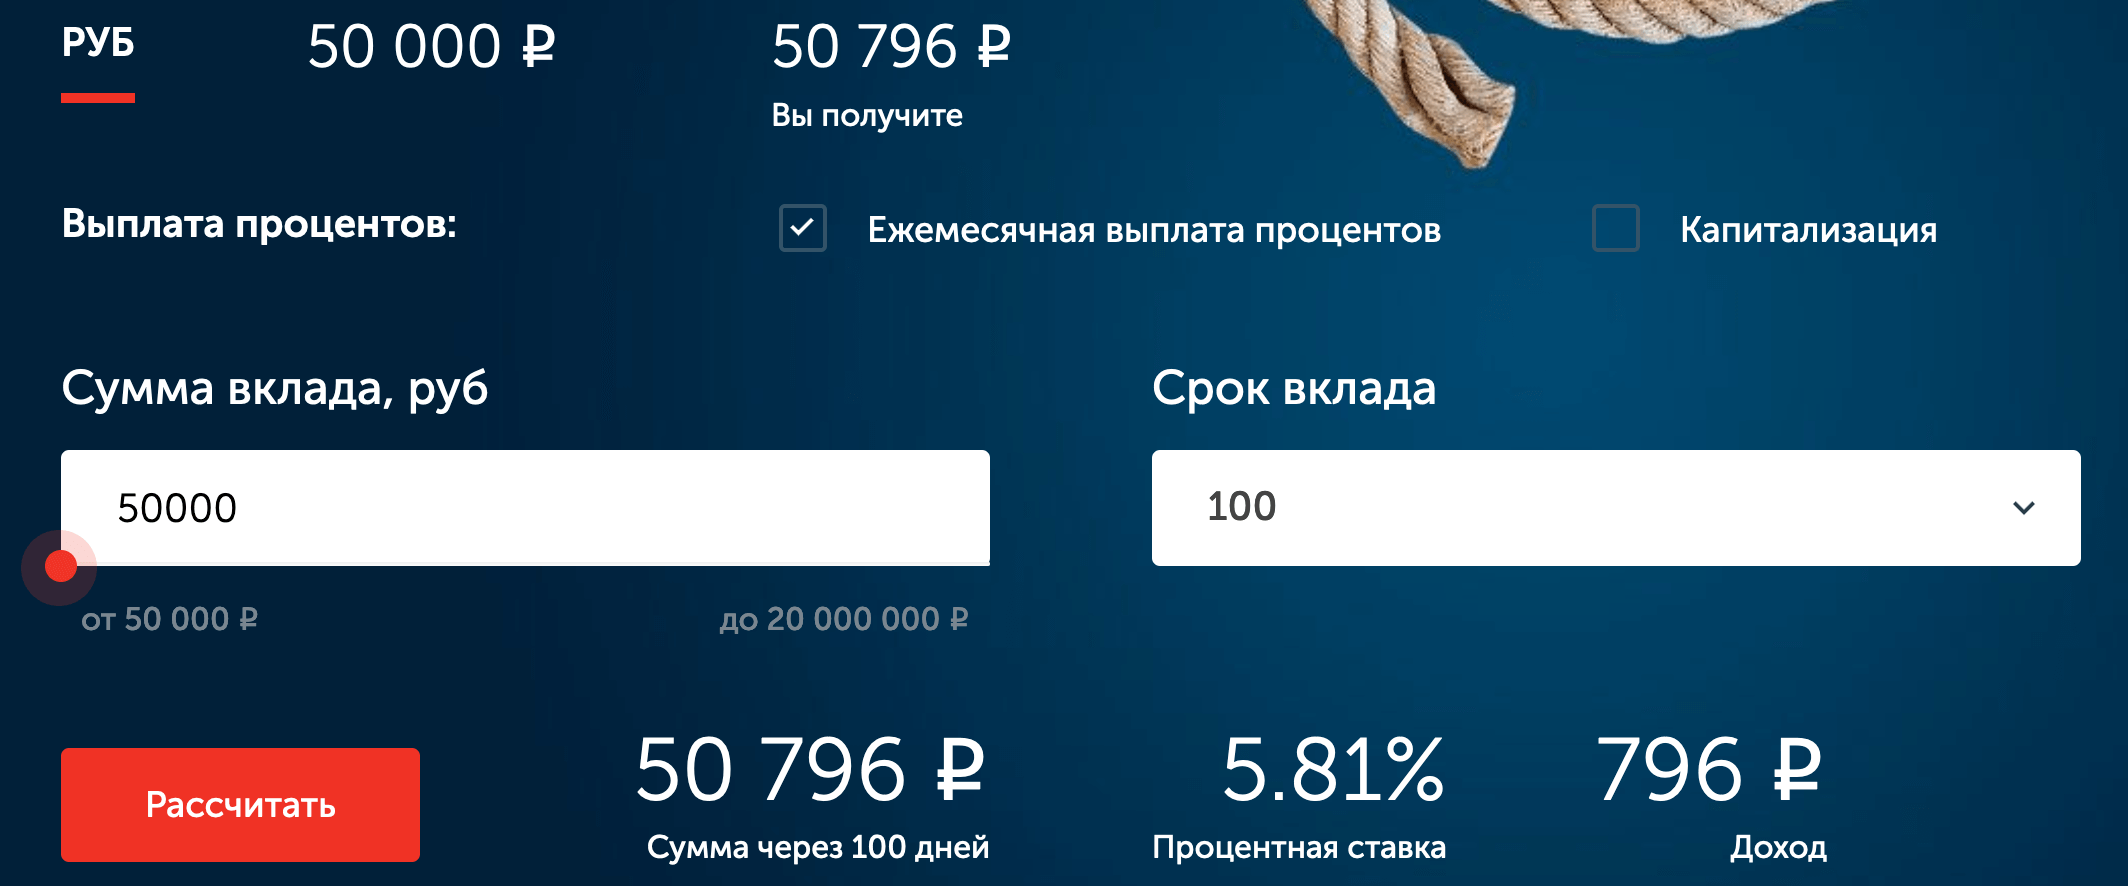 РУБ 50 000 ₽ 50 796 ₽
Вы получите
Выплата процентов: Ежемесячная выплата процентов Капитализация
Сумма вклада, руб Срок вклада
50000 100
от 50 000 ₽ до 20 000 000 ₽
Рассчитать 50 796 ₽ 5.81% 796 ₽
Сумма через 100 дней Процентная ставка Доход